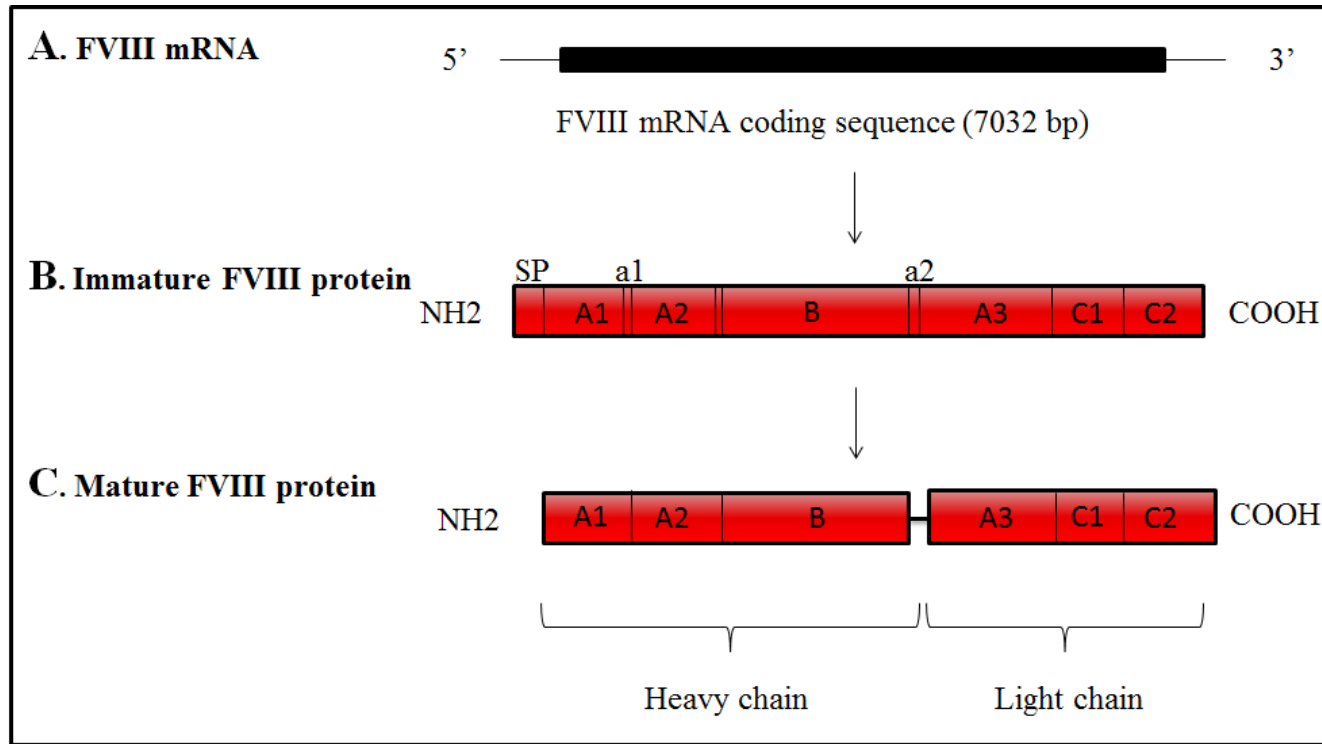 A. FVIII mRNA
5’ 3’
FVIII mRNA coding sequence (7032 bp)
B. Immature FVIII protein
SP a1 a2
NH2 A1 A2 B A3 C1 C2 COOH
C. Mature FVIII protein
NH2 A1 A2 B A3 C1 C2 COOH
Heavy chain Light chain